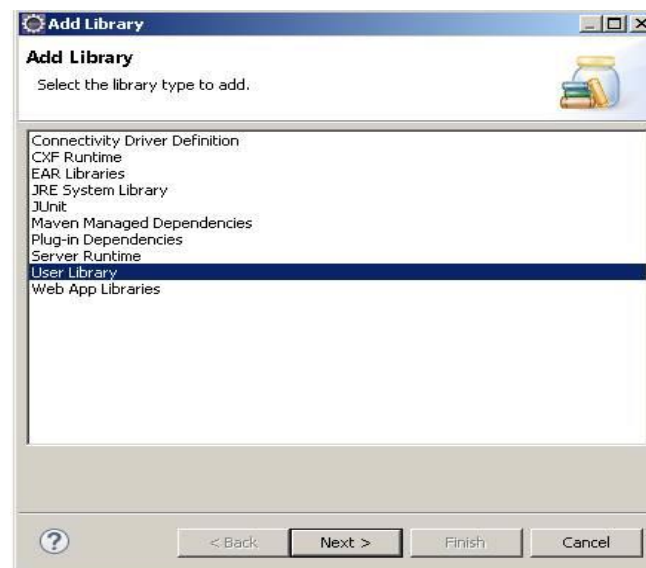 Add Library
Add Library
Select the library type to add.
Connectivity Driver Definition
CXF Runtime
EAR Libraries
JRE System Library
JUnit
Maven Managed Dependencies
Plug-in Dependencies
Server Runtime
User Library
Web App Libraries
?
< Back
Next >
Finish
Cancel